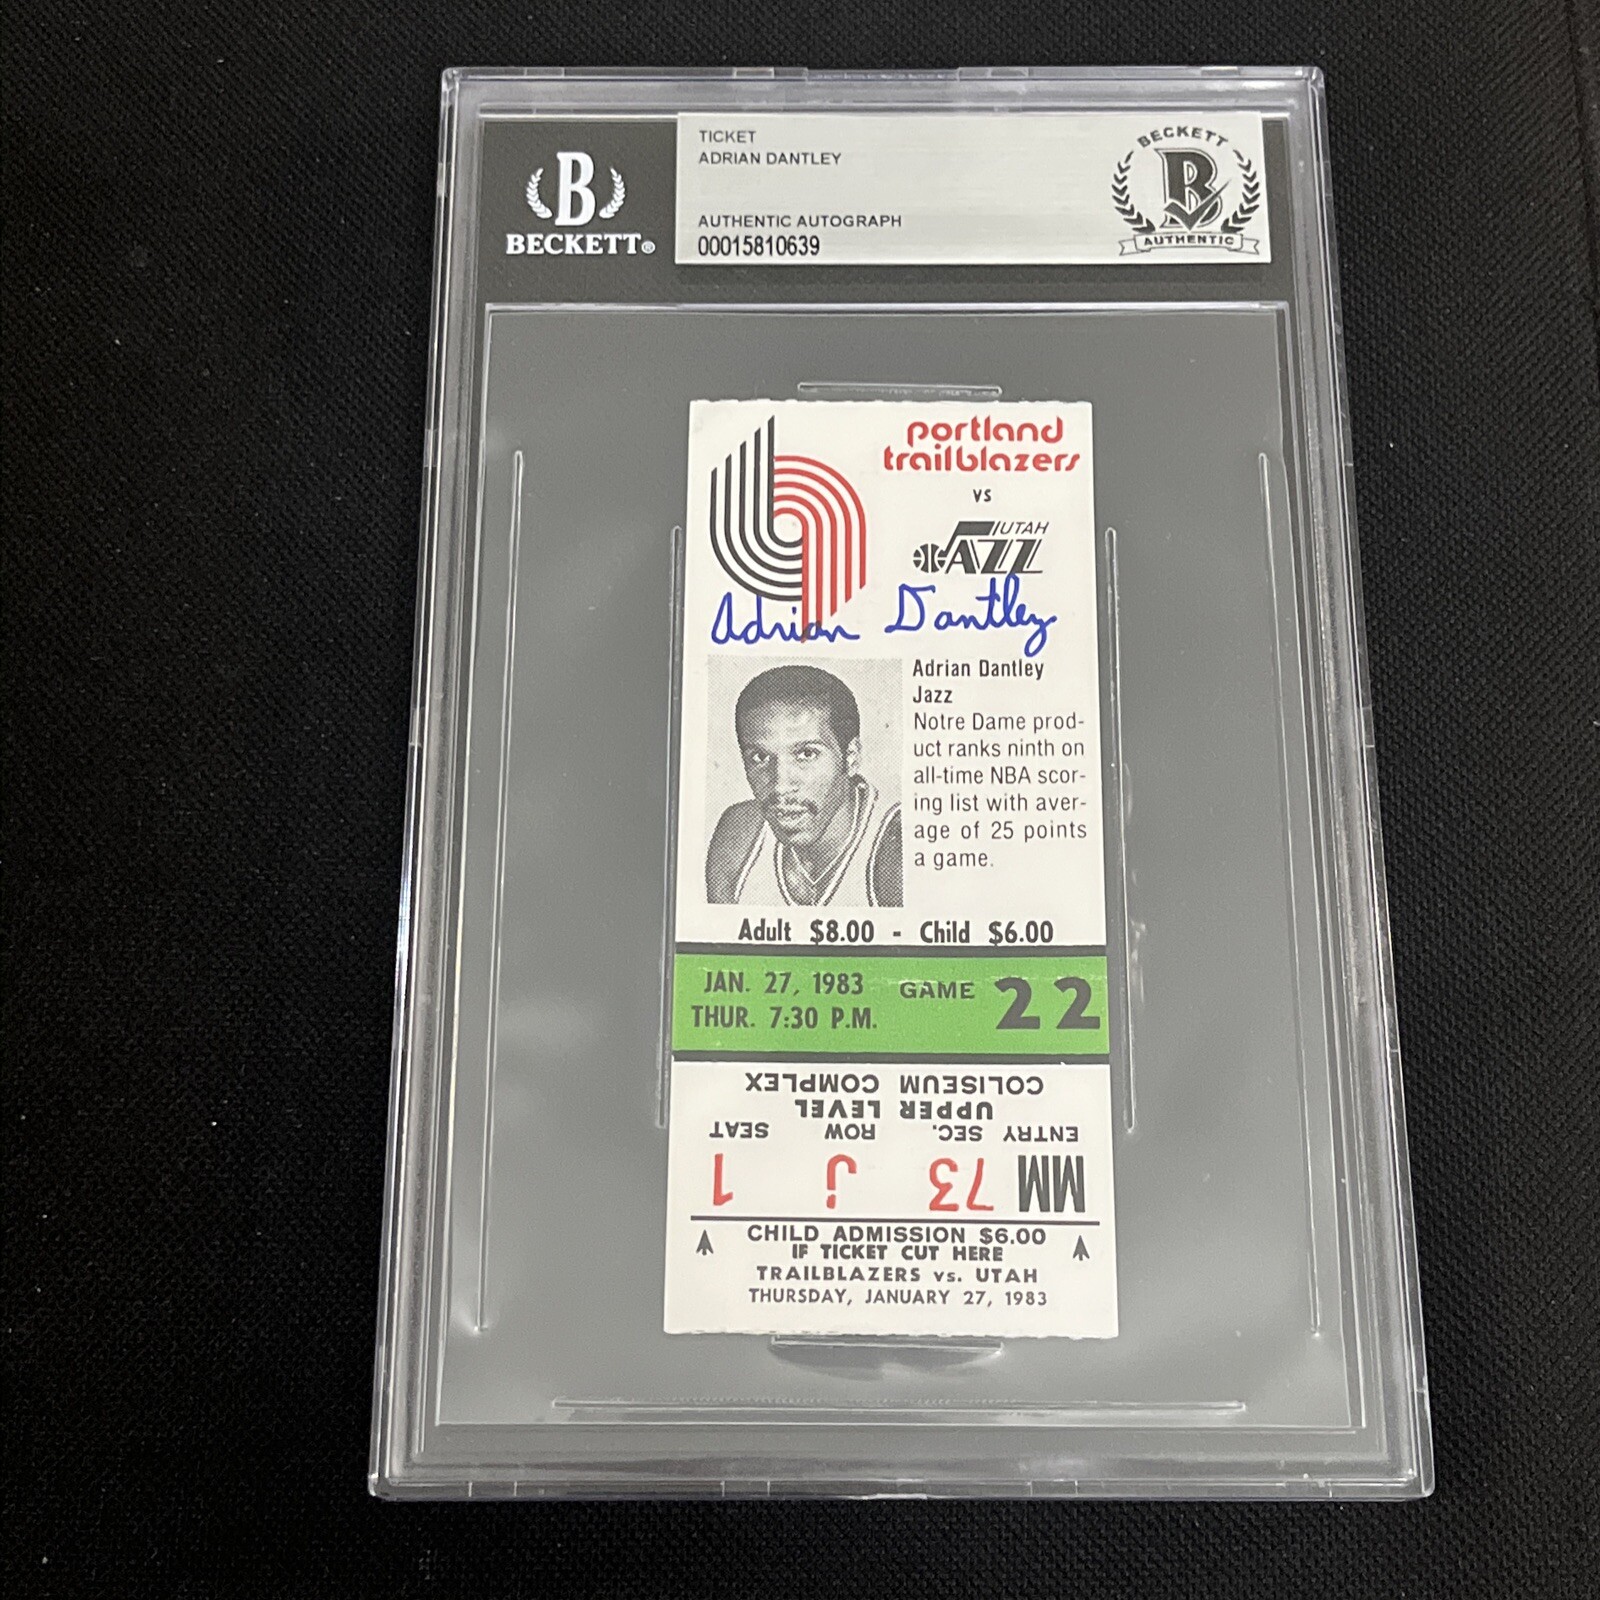 TICKET
ADRIAN DANTLEY
AUTHENTIC AUTOGRAPH
00015810639
B
BECKETT®
BECKETT
B
AUTHENTIC
portland
trailblazers
vs
UTAH
JAZZ
Adrian Dantley
Adrian Dantley
Jazz
Notre Dame prod-
uct ranks ninth on
all-time NBA scor-
ing list with aver-
age of 25 points
a game.
Adult $8.00 - Child $6.00
JAN. 27, 1983 GAME 22
THUR. 7:30 P.M.
COLISEUM COMPLEX
UPPER LEVEL
ENTRY SEC. ROW SEAT
MM 73 J 1
CHILD ADMISSION $6.00
IF TICKET CUT HERE
TRAILBLAZERS vs. UTAH
THURSDAY, JANUARY 27, 1983